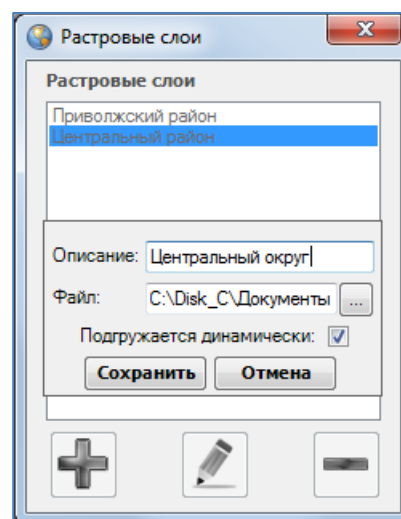 Растровые слои
Растровые слои
Приволжский район
Центральный район
Описание: Центральный округ
Файл: C:\Disk_C\Документы ...
Подгружается динамически:
Сохранить Отмена